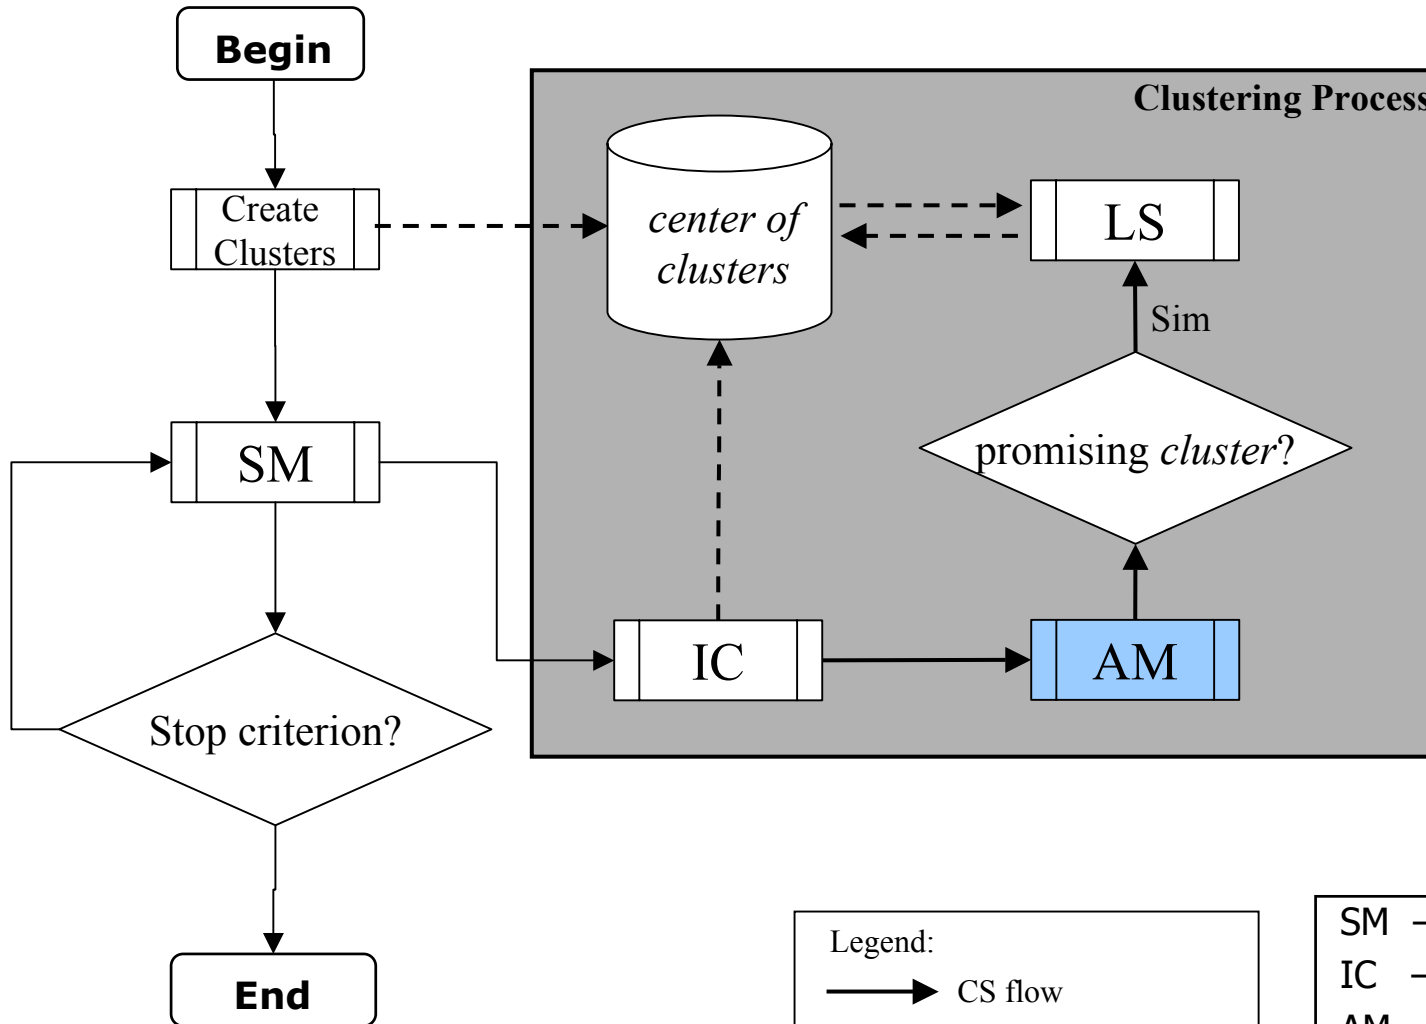 Begin
Clustering Process
Create
Clusters
center of
clusters
LS
Sim
SM
promising cluster?
IC
AM
Stop criterion?
End
Legend:
CS flow
SM –
IC –
AM